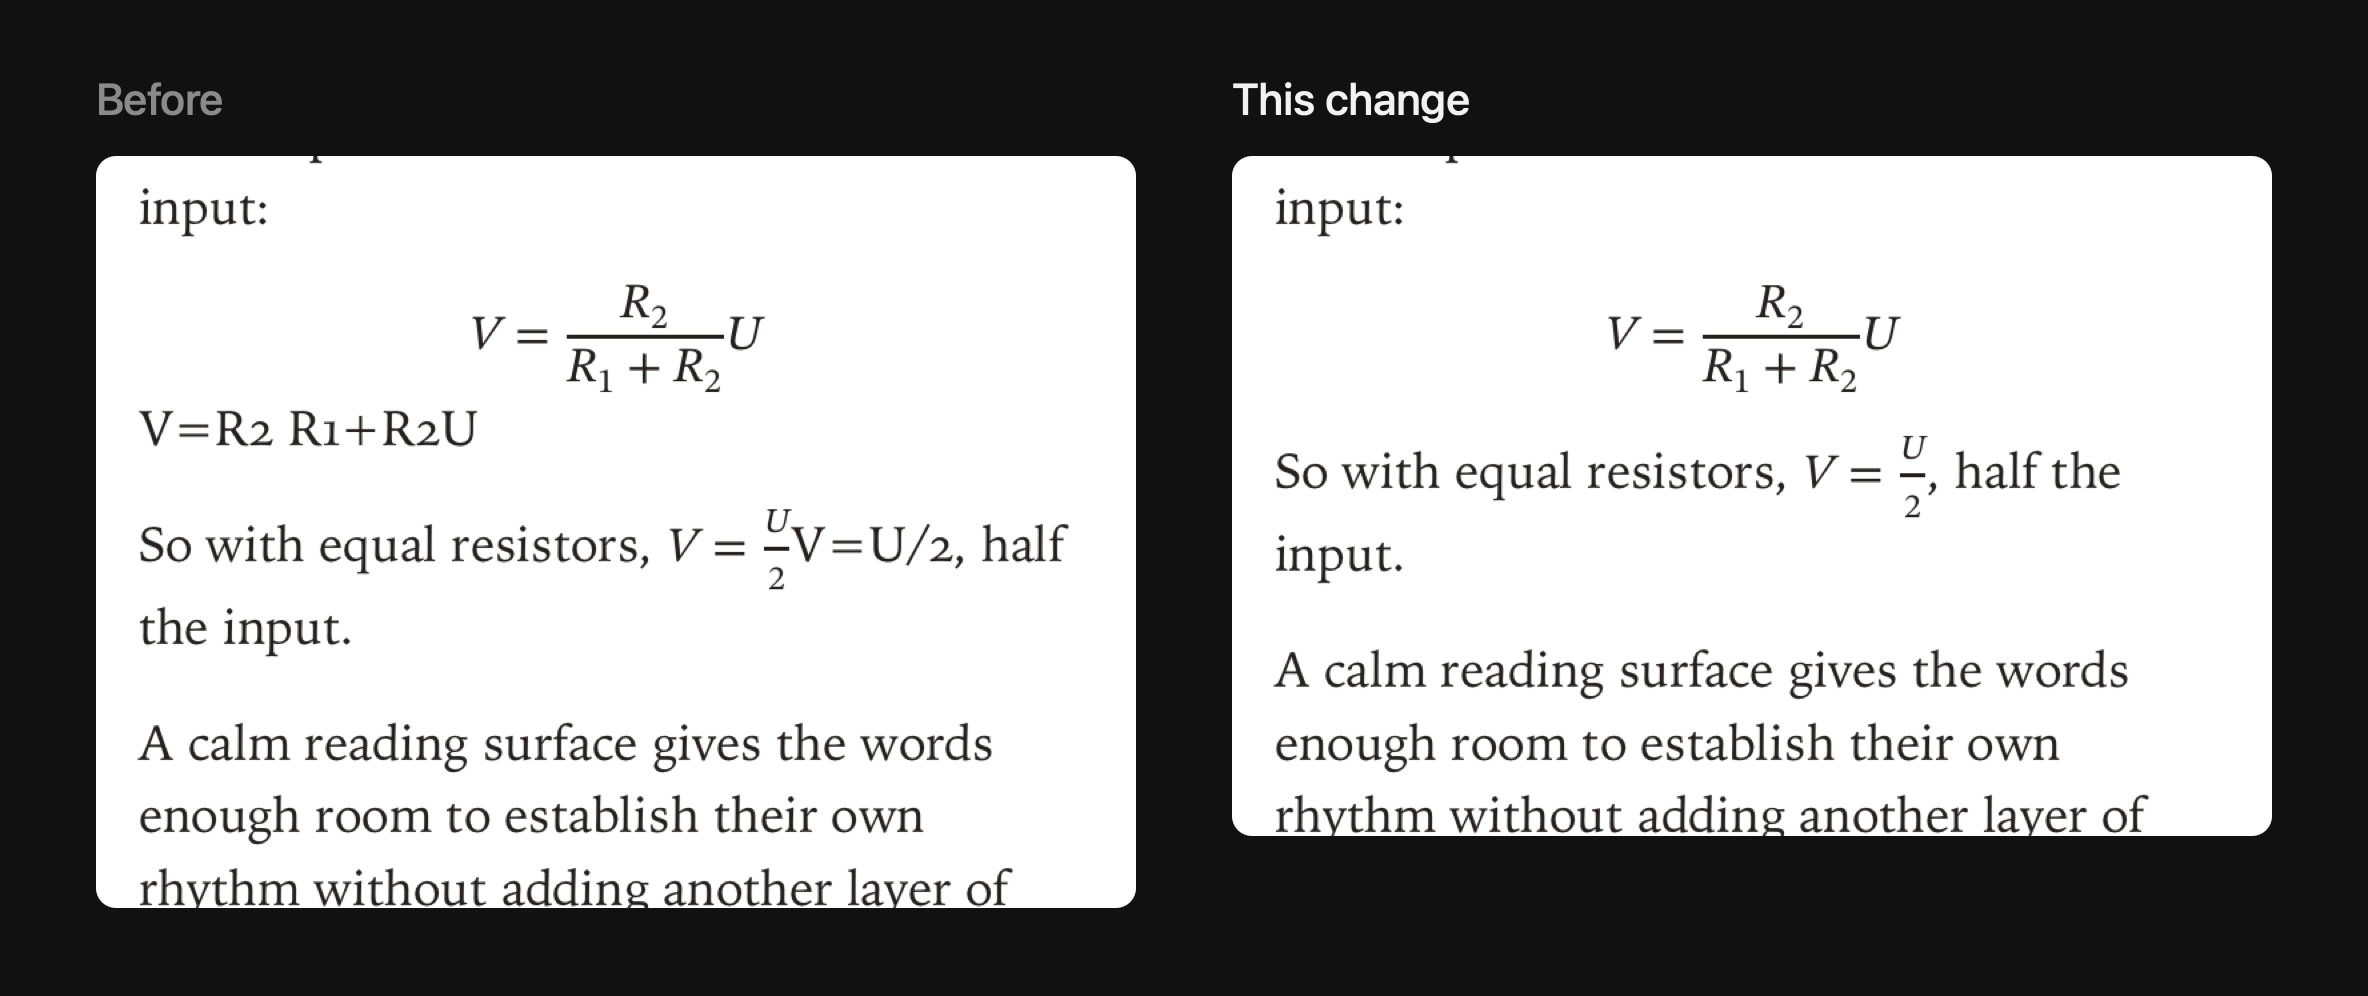 Before
input:
V = R₂ / (R₁ + R₂) U
V=R2 R1+R2U
So with equal resistors, V = U/2V=U/2, half
the input.
A calm reading surface gives the words
enough room to establish their own
rhythm without adding another layer of
This change
input:
V = R₂ / (R₁ + R₂) U
So with equal resistors, V = U/2, half the
input.
A calm reading surface gives the words
enough room to establish their own
rhythm without adding another layer of